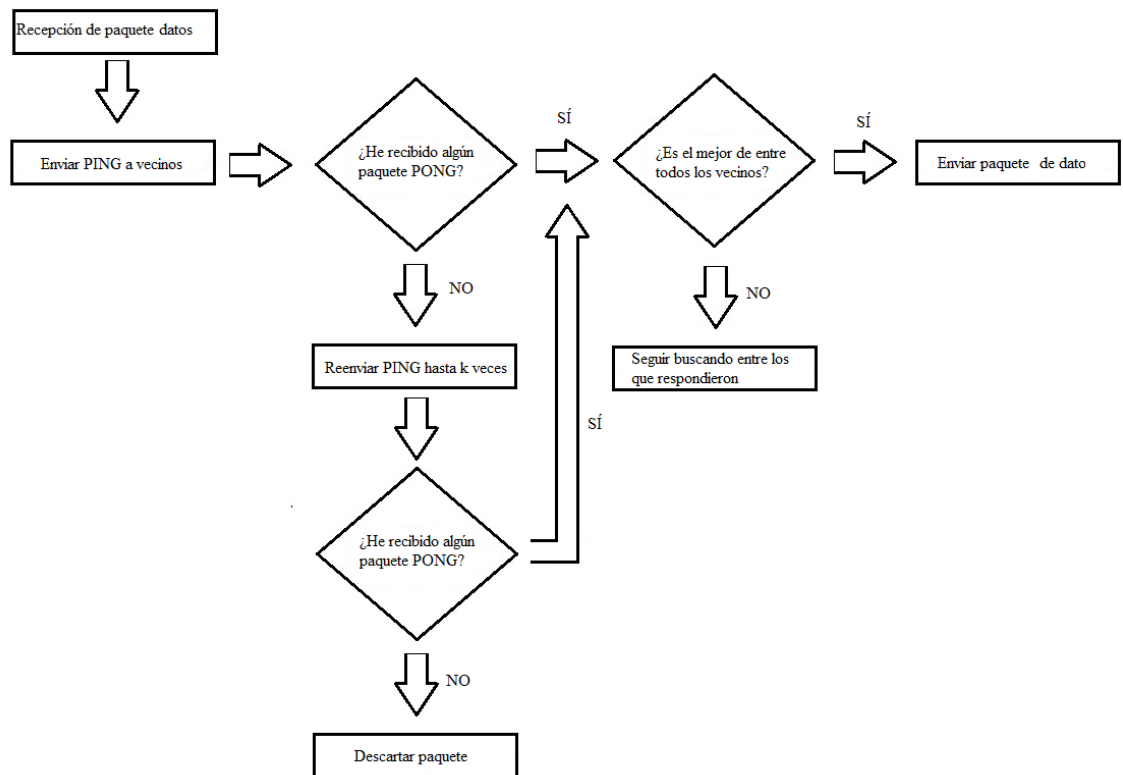 Recepción de paquete datos
Enviar PING a vecinos
¿He recibido algún
paquete PONG?
SÍ
¿Es el mejor de entre
todos los vecinos?
SÍ
Enviar paquete de dato
NO
Reenviar PING hasta k veces
NO
Seguir buscando entre los
que respondieron
SÍ
¿He recibido algún
paquete PONG?
NO
Descartar paquete